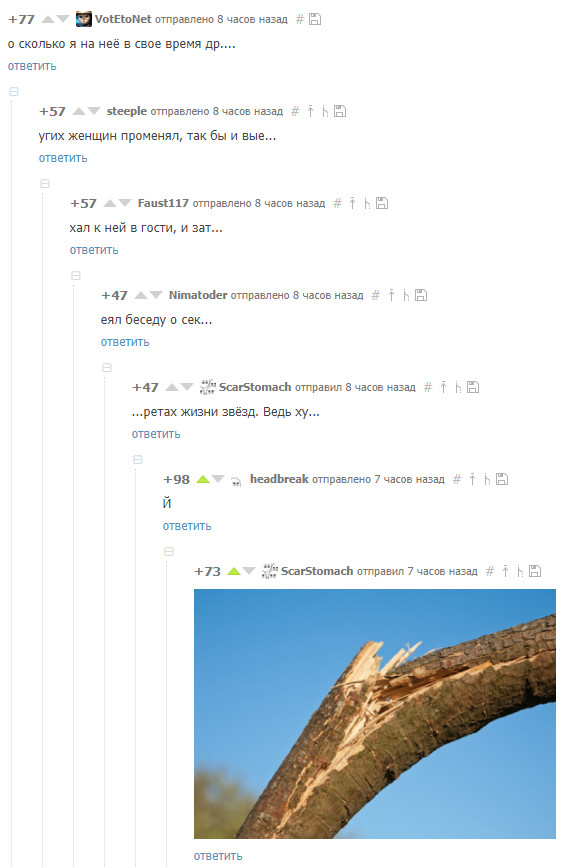 +77 VotEtoNet отправлено 8 часов назад #
о сколько я на неё в свое время др....
ответить
+57 steeple отправлено 8 часов назад #
угих женщин променял, так бы и вые...
ответить
+57 Faust117 отправлено 8 часов назад #
хал к ней в гости, и зат...
ответить
+47 Nimatoder отправлено 8 часов назад #
еял беседу о сек...
ответить
+47 ScarStomach отправил 8 часов назад #
...ретах жизни звёзд. Ведь ху...
ответить
+98 headbreak отправлено 7 часов назад #
Й
ответить
+73 ScarStomach отправил 7 часов назад #
ответить